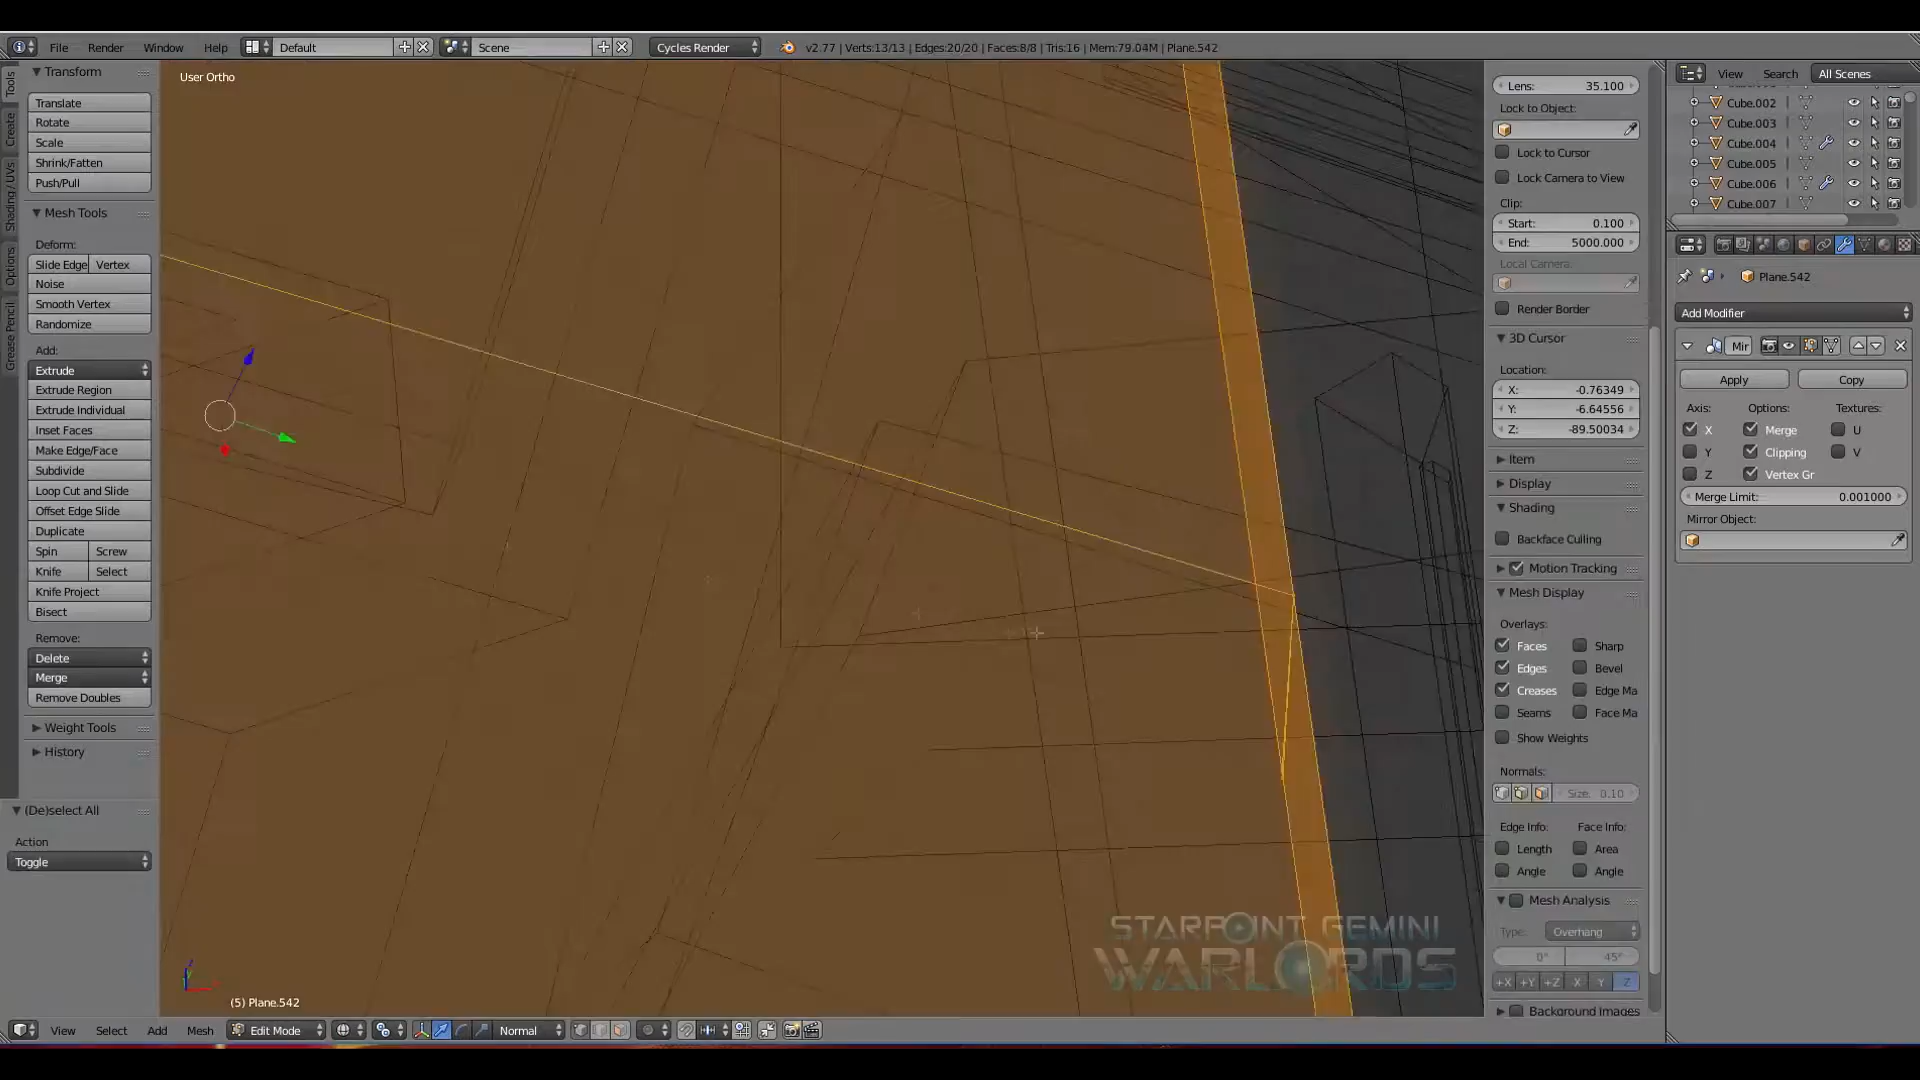 File Render Window Help Default Scene Cycles Render v2.77 | Verts:13/13 | Edges:20/20 | Faces:8/8 | Tris:16 | Mem:79.04M | Plane.542
Tools
Create
Shading / UVs
Options
Grease Pencil
Transform
Translate
Rotate
Scale
Shrink/Fatten
Push/Pull
Mesh Tools
Deform:
Slide Edge Vertex
Noise
Smooth Vertex
Randomize
Add:
Extrude
Extrude Region
Extrude Individual
Inset Faces
Make Edge/Face
Subdivide
Loop Cut and Slide
Offset Edge Slide
Duplicate
Spin Screw
Knife Select
Knife Project
Bisect
Remove:
Delete
Merge
Remove Doubles
Weight Tools
History
(De)select All
Action
Toggle
User Ortho
(5) Plane.542
STARPOINT GEMINI
WARLORDS
View Select Add Mesh Edit Mode Normal
Lens: 35.100
Lock to Object:
Lock to Cursor
Lock Camera to View
Clip:
Start: 0.100
End: 5000.000
Local Camera:
Render Border
3D Cursor
Location:
X: -0.76349
Y: -6.64556
Z: -89.50034
Item
Display
Shading
Backface Culling
Motion Tracking
Mesh Display
Overlays:
Faces Sharp
Edges Bevel
Creases Edge Ma
Seams Face Ma
Show Weights
Normals:
Size: 0.10
Edge Info: Face Info:
Length Area
Angle Angle
Mesh Analysis
Type: Overhang
0° 45°
+X +Y +Z -X -Y -Z
Background Images
View Search All Scenes
Cube.002
Cube.003
Cube.004
Cube.005
Cube.006
Cube.007
Plane.542
Add Modifier
Mir
Apply Copy
Axis: Options: Textures:
X Merge U
Y Clipping V
Z Vertex Gr
Merge Limit: 0.001000
Mirror Object: